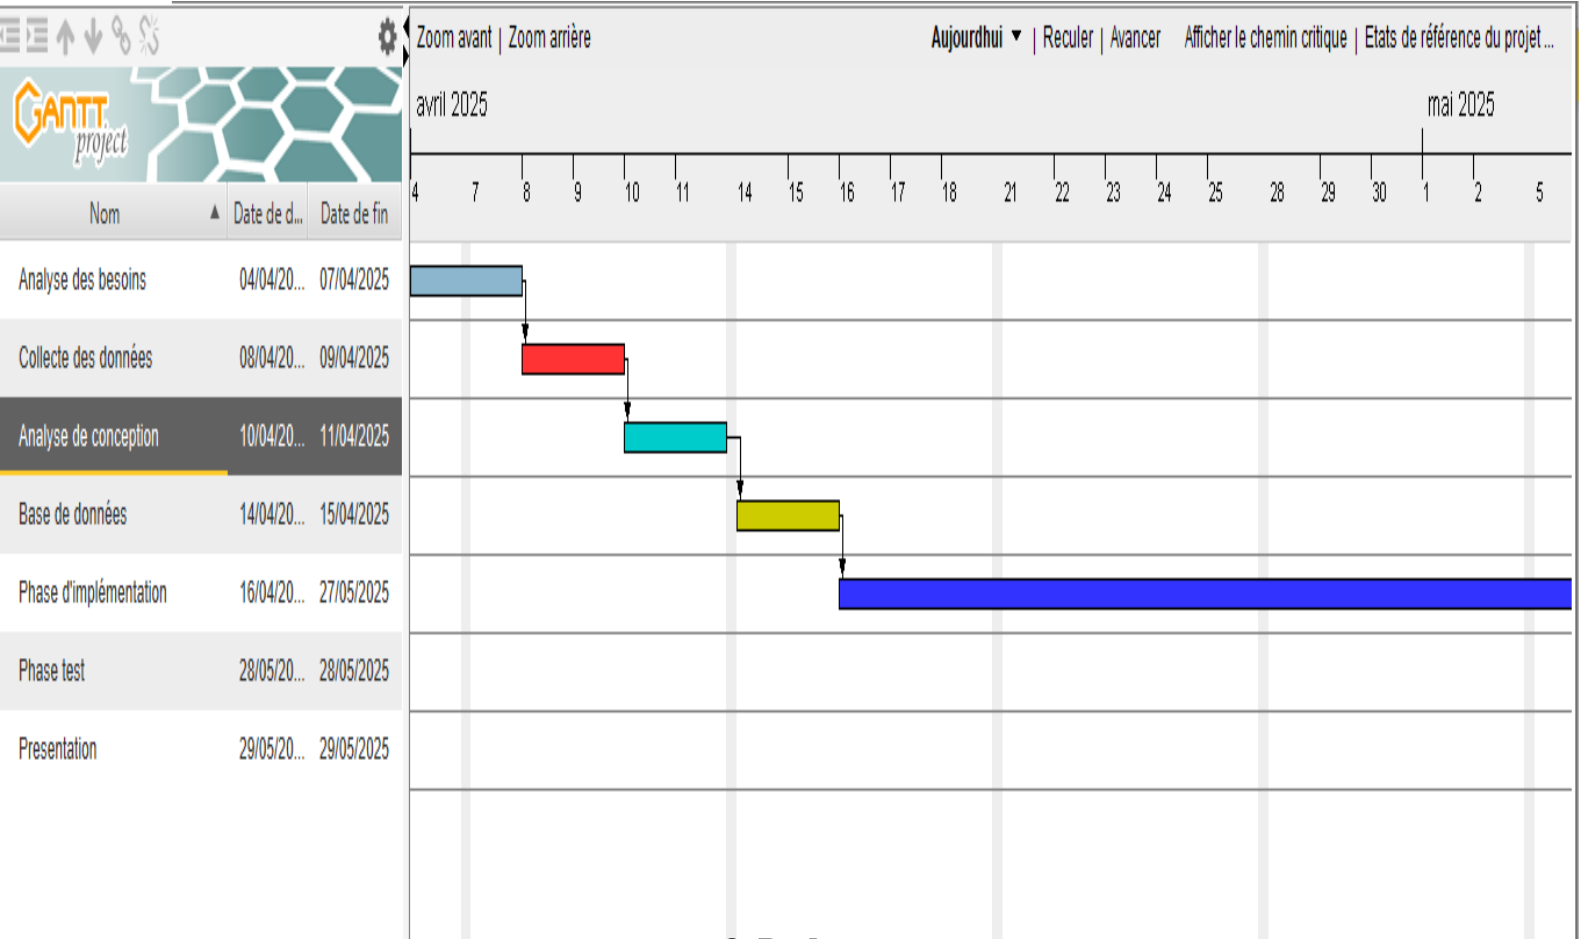 Zoom avant | Zoom arrière
Aujourdhui ▼ | Reculer | Avancer Afficher le chemin critique | Etats de référence du projet ...
GANTT
project
avril 2025
mai 2025
4 7 8 9 10 11 14 15 16 17 18 21 22 23 24 25 28 29 30 1 2 5
Nom ▲ Date de d... Date de fin
Analyse des besoins 04/04/20... 07/04/2025
Collecte des données 08/04/20... 09/04/2025
Analyse de conception 10/04/20... 11/04/2025
Base de données 14/04/20... 15/04/2025
Phase d'implémentation 16/04/20... 27/05/2025
Phase test 28/05/20... 28/05/2025
Presentation 29/05/20... 29/05/2025